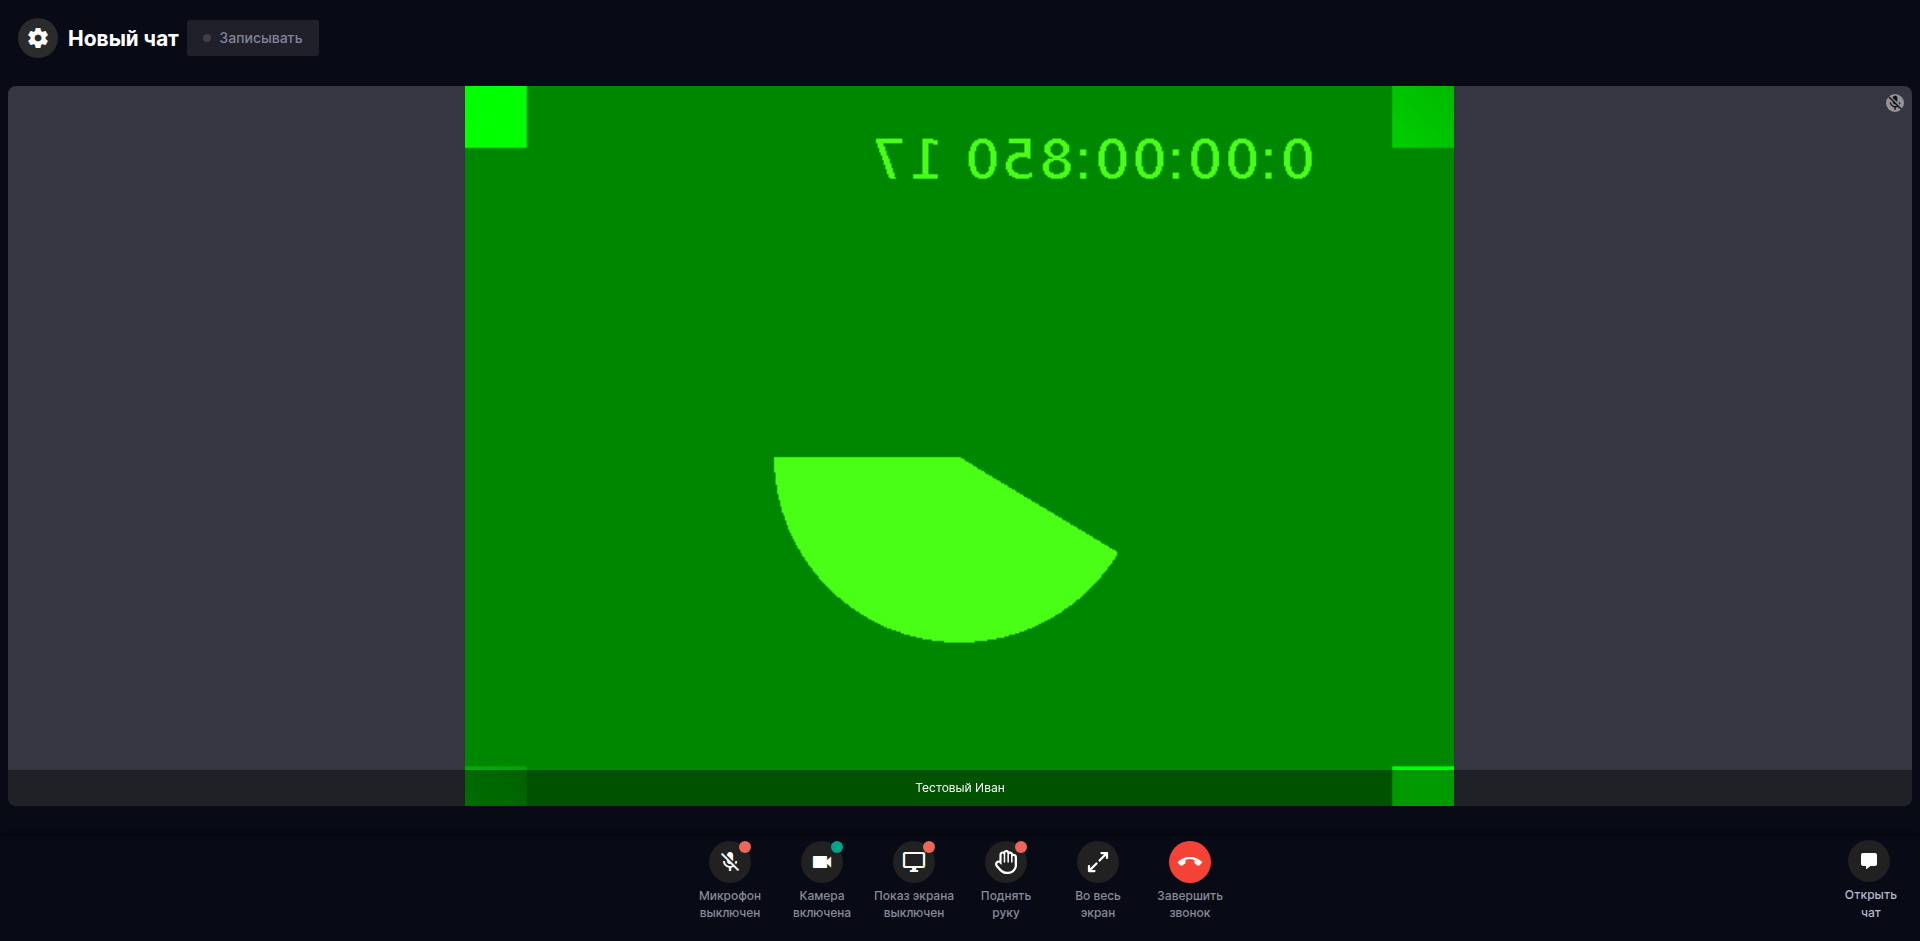 Новый чат
Записывать
0:00:00:850 17
Тестовый Иван
Микрофон
выключен
Камера
включена
Показ экрана
выключен
Поднять
руку
Во весь
экран
Завершить
звонок
Открыть
чат